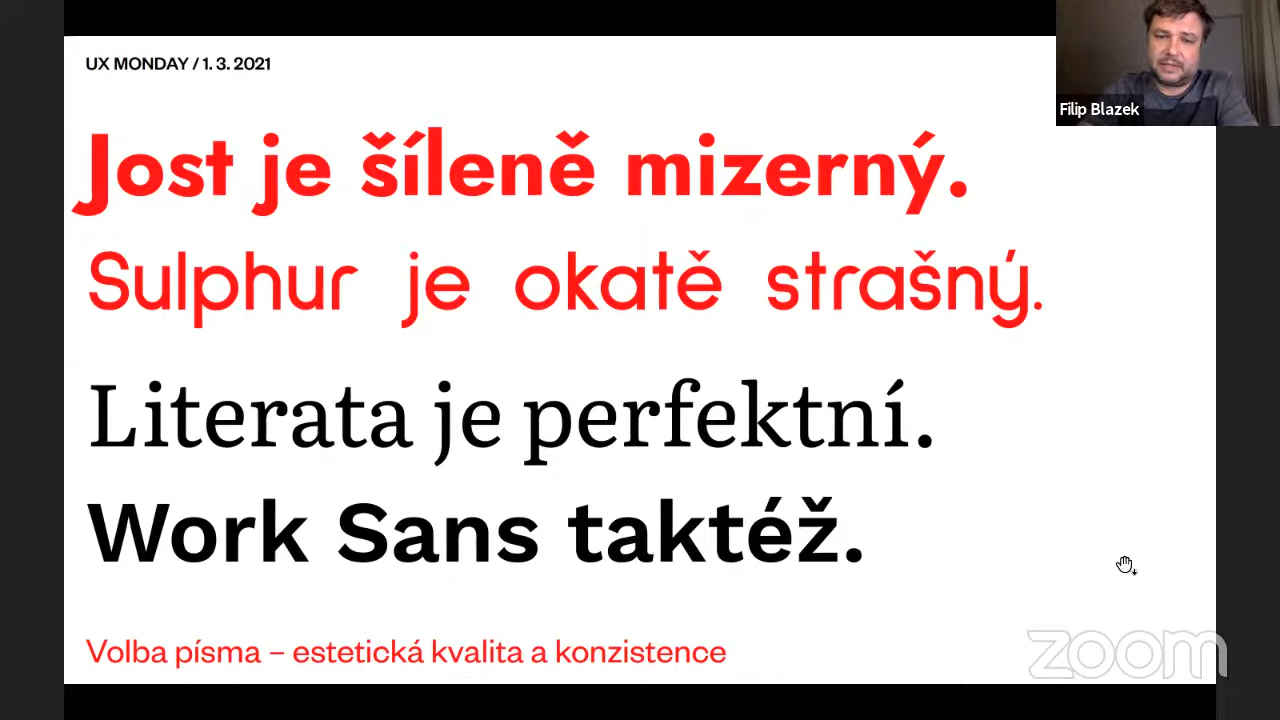 UX MONDAY / 1. 3. 2021
Filip Blazek
Jost je šíleně mizerný.
Sulphur je okatě strašný.
Literata je perfektní.
Work Sans taktéž.
Volba písma – estetická kvalita a konzistence
zoom